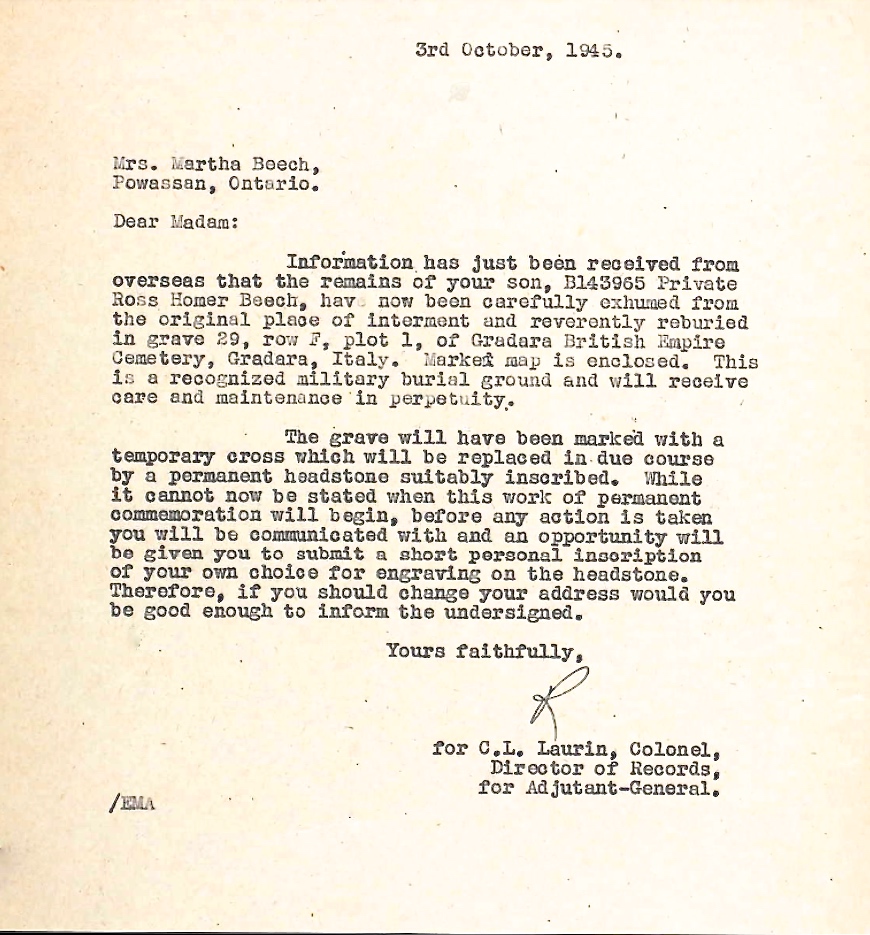 3rd October, 1945.
Mrs. Martha Beech,
Powassan, Ontario.
Dear Madam:
Information has just been received from
overseas that the remains of your son, B143965 Private
Ross Homer Beech, hav now been carefully exhumed from
the original place of interment and reverently reburied
in grave 29, row F, plot 1, of Gradara British Empire
Cemetery, Gradara, Italy. Marked map is enclosed. This
is a recognized military burial ground and will receive
care and maintenance in perpetuity.
The grave will have been marked with a
temporary cross which will be replaced in due course
by a permanent headstone suitably inscribed. While
it cannot now be stated when this work of permanent
commemoration will begin, before any action is taken
you will be communicated with and an opportunity will
be given you to submit a short personal inscription
of your own choice for engraving on the headstone.
Therefore, if you should change your address would you
be good enough to inform the undersigned.
Yours faithfully,
R
for C.L. Laurin, Colonel,
Director of Records,
for Adjutant-General.
/EMA